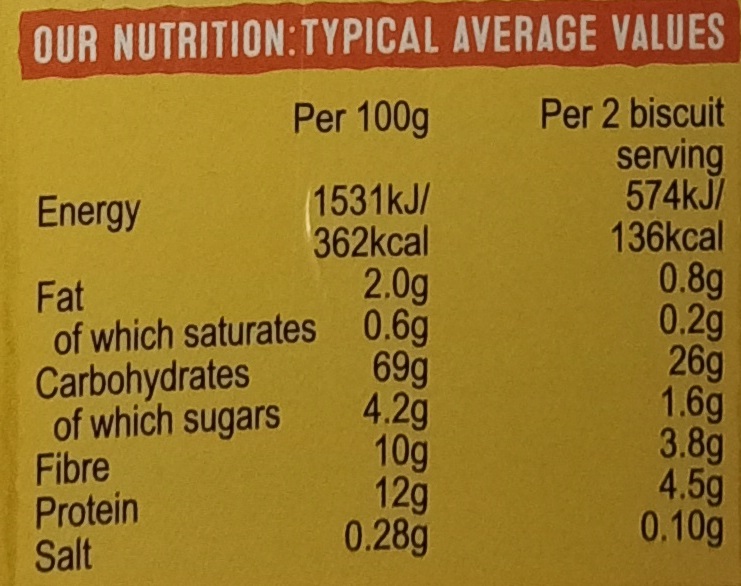 OUR NUTRITION: TYPICAL AVERAGE VALUES
Per 100g Per 2 biscuit
serving
Energy 1531kJ/ 574kJ/
362kcal 136kcal
Fat 2.0g 0.8g
of which saturates 0.6g 0.2g
Carbohydrates 69g 26g
of which sugars 4.2g 1.6g
Fibre 10g 3.8g
Protein 12g 4.5g
Salt 0.28g 0.10g